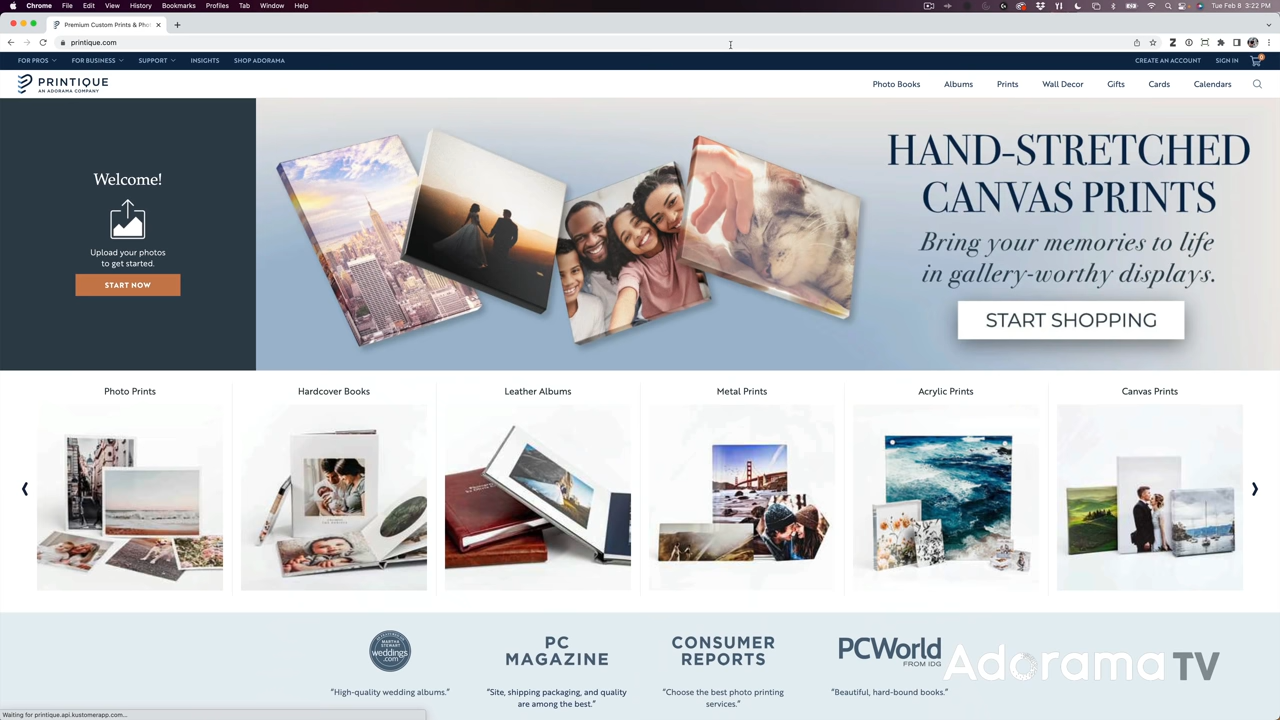 Chrome File Edit View History Bookmarks Profiles Tab Window Help
Tue Feb 8 3:22 PM
Premium Custom Prints & Pho
printique.com
FOR PROS FOR BUSINESS SUPPORT INSIGHTS SHOP ADORAMA
CREATE AN ACCOUNT SIGN IN 0
PRINTIQUE
AN ADORAMA COMPANY
Photo Books Albums Prints Wall Decor Gifts Cards Calendars
Welcome!
Upload your photos
to get started.
START NOW
HAND-STRETCHED
CANVAS PRINTS
Bring your memories to life
in gallery-worthy displays.
START SHOPPING
Photo Prints
Hardcover Books
Leather Albums
Metal Prints
Acrylic Prints
Canvas Prints
MARTHA
STEWART
weddings
.com
"High-quality wedding albums."
PC
MAGAZINE
"Site, shipping packaging, and quality
are among the best."
CONSUMER
REPORTS
"Choose the best photo printing
services."
PCWorld
FROM IDG
"Beautiful, hard-bound books."
Adorama TV
Waiting for printique.api.kustomerapp.com...